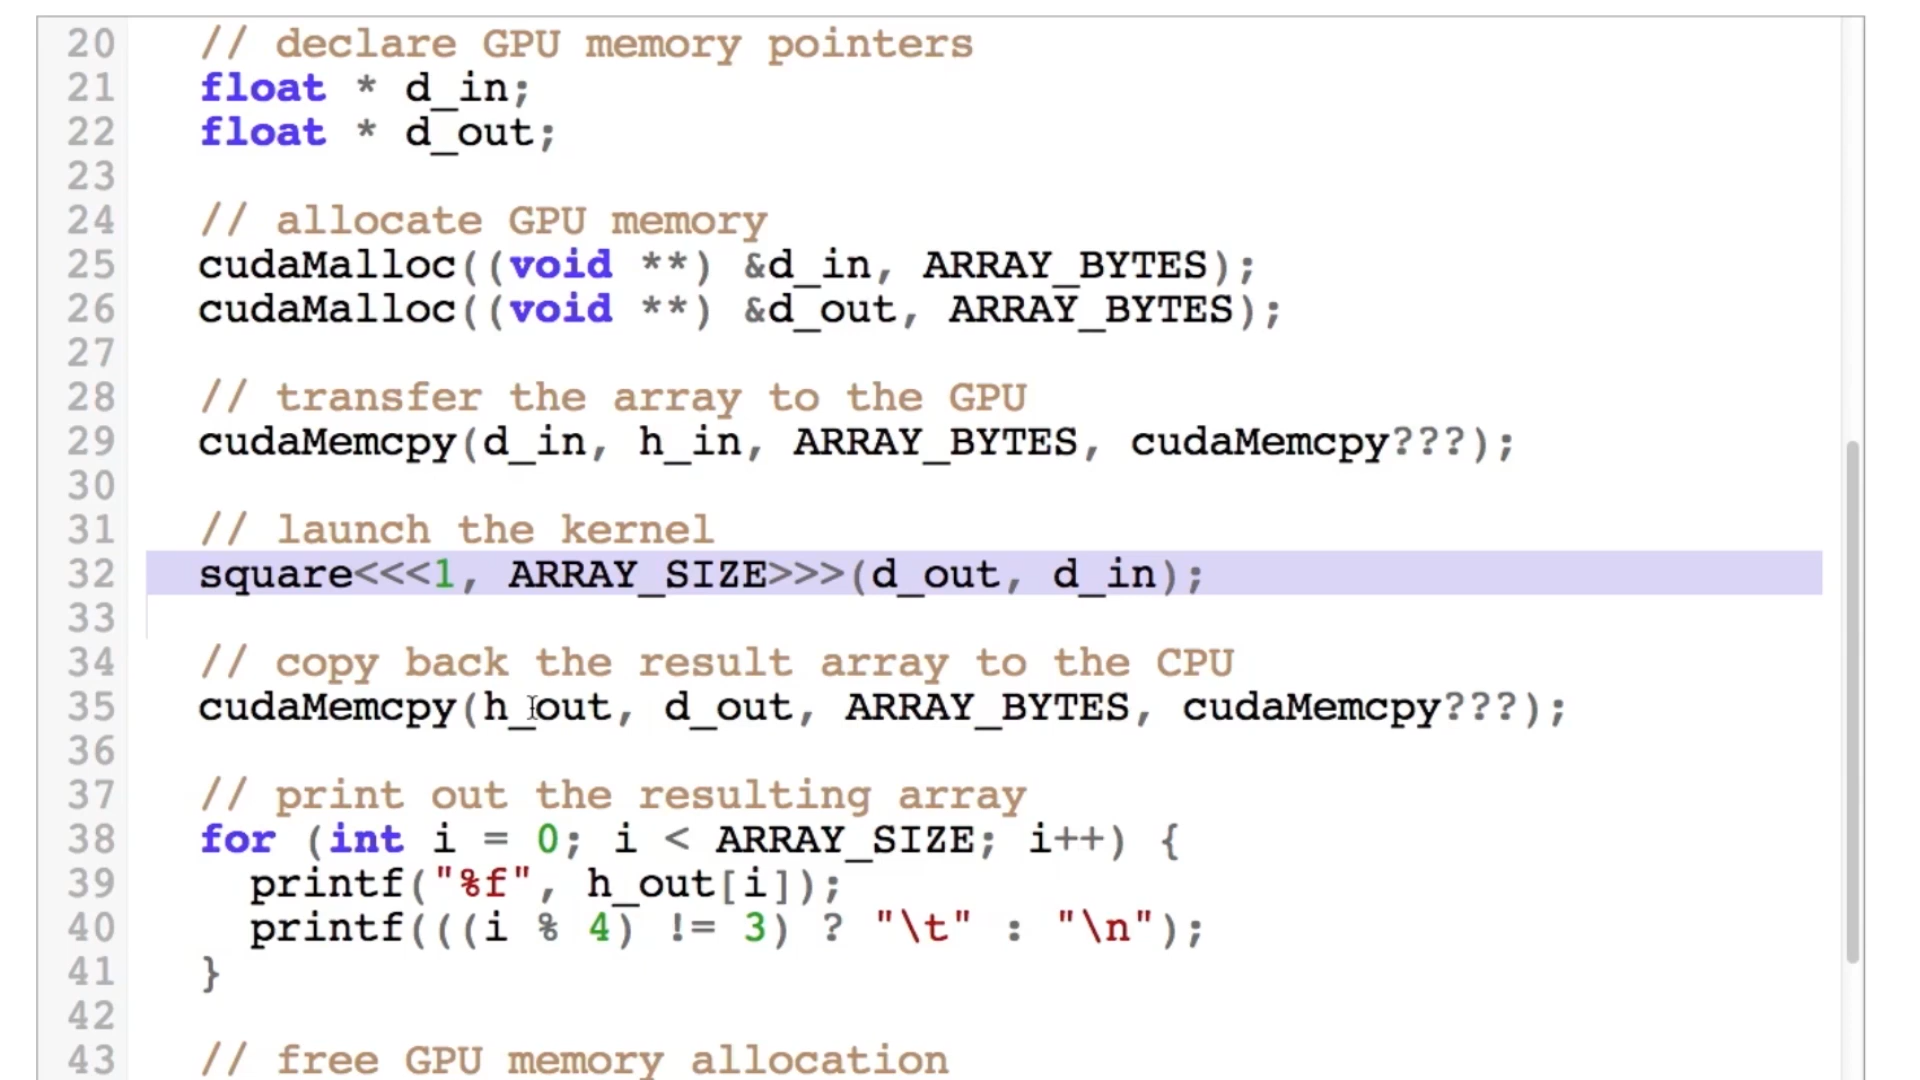 20 // declare GPU memory pointers
21 float * d_in;
22 float * d_out;
23
24 // allocate GPU memory
25 cudaMalloc((void **) &d_in, ARRAY_BYTES);
26 cudaMalloc((void **) &d_out, ARRAY_BYTES);
27
28 // transfer the array to the GPU
29 cudaMemcpy(d_in, h_in, ARRAY_BYTES, cudaMemcpy???);
30
31 // launch the kernel
32 square<<<1, ARRAY_SIZE>>>(d_out, d_in);
33
34 // copy back the result array to the CPU
35 cudaMemcpy(h_out, d_out, ARRAY_BYTES, cudaMemcpy???);
36
37 // print out the resulting array
38 for (int i = 0; i < ARRAY_SIZE; i++) {
39 printf("%f", h_out[i]);
40 printf(((i % 4) != 3) ? "\t" : "\n");
41 }
42
43 // free GPU memory allocation